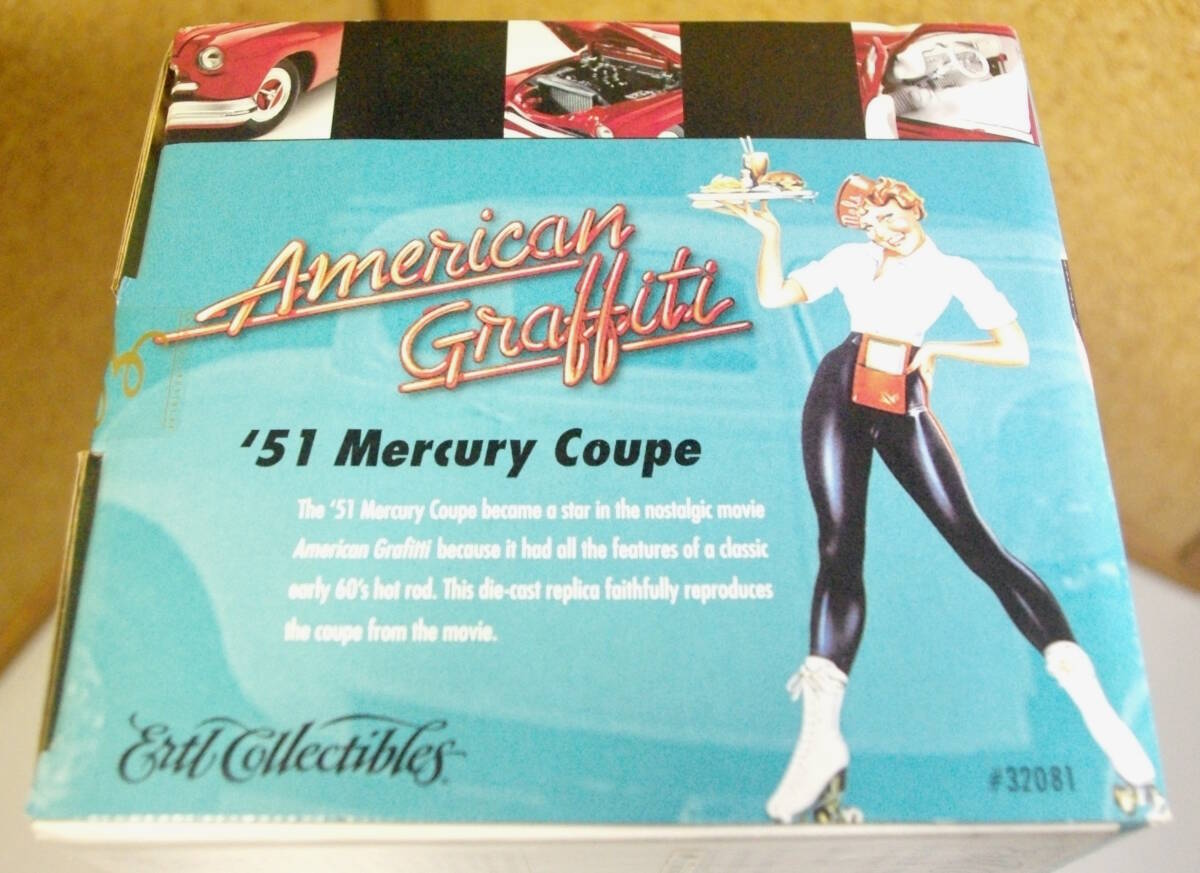 American
Graffiti
'51 Mercury Coupe
The '51 Mercury Coupe became a star in the nostalgic movie
American Grafitti because it had all the features of a classic
early 60's hot rod. This die-cast replica faithfully reproduces
the coupe from the movie.
Ertl Collectibles
#32081